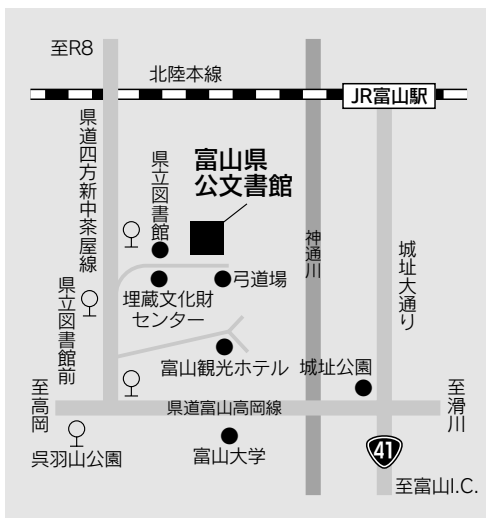 至R8
北陸本線
JR富山駅
県道四方新中茶屋線
県立図書館
富山県
公文書館
神通川
城址大通り
弓道場
埋蔵文化財
センター
県立図書館前
富山観光ホテル
城址公園
至高岡
県道富山高岡線
至滑川
呉羽山公園
富山大学
41
至富山I.C.